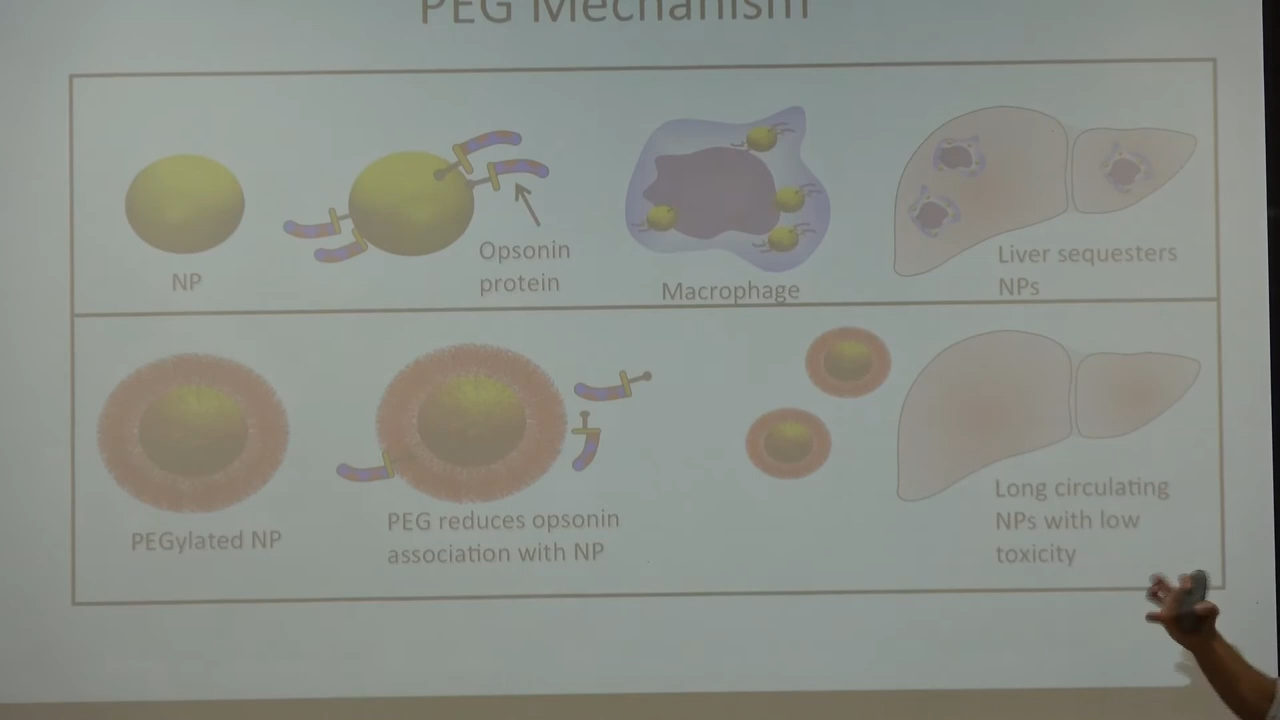 PEG Mechanism
Opsonin
protein
NP
Macrophage
Liver sequesters
NPs
PEGylated NP
PEG reduces opsonin
association with NP
Long circulating
NPs with low
toxicity